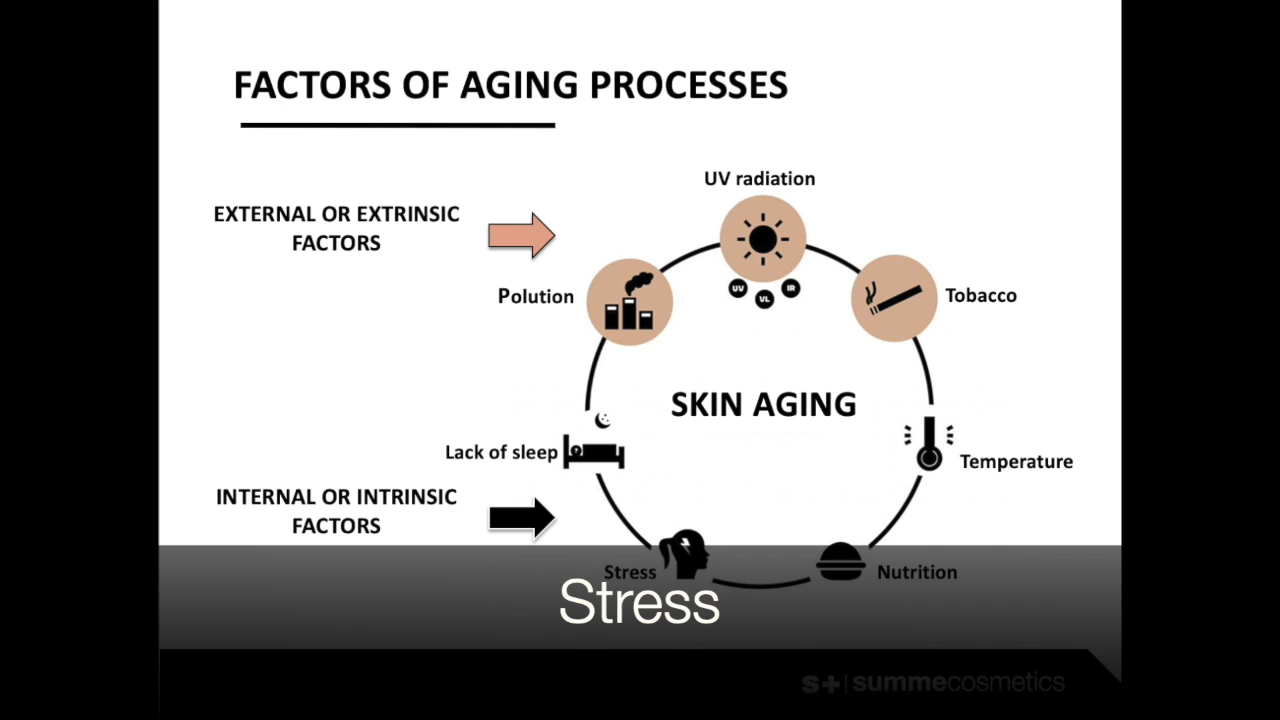 FACTORS OF AGING PROCESSES
UV radiation
EXTERNAL OR EXTRINSIC
FACTORS
UV
VL
IR
Polution
Tobacco
SKIN AGING
Lack of sleep
Temperature
INTERNAL OR INTRINSIC
FACTORS
Stress
Nutrition
Stress
s+|summecosmetics